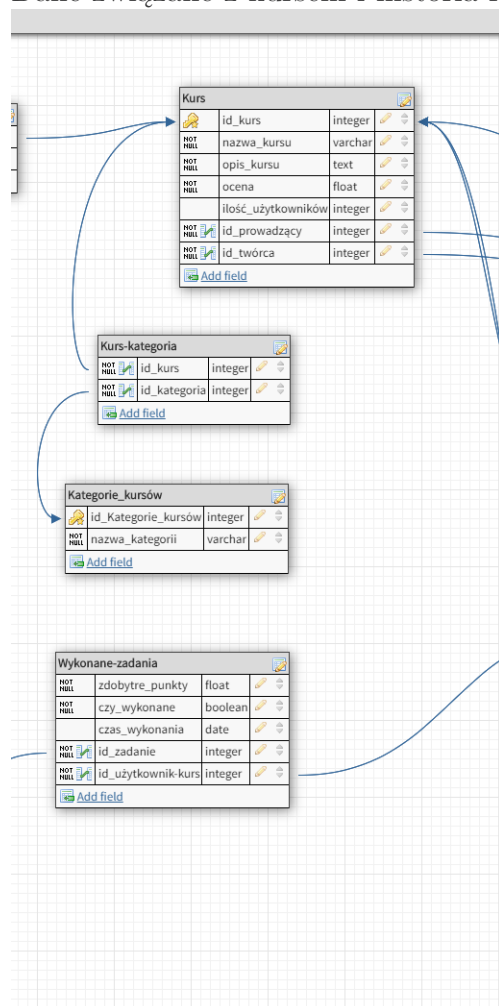 Kurs
id_kurs integer
NOT NULL nazwa_kursu varchar
NOT NULL opis_kursu text
NOT NULL ocena float
ilość_użytkowników integer
NOT NULL id_prowadzący integer
NOT NULL id_twórca integer
Add field
Kurs-kategoria
NOT NULL id_kurs integer
NOT NULL id_kategoria integer
Add field
Kategorie_kursów
id_Kategorie_kursów integer
NOT NULL nazwa_kategorii varchar
Add field
Wykonane-zadania
NOT NULL zdobytre_punkty float
NOT NULL czy_wykonane boolean
czas_wykonania date
NOT NULL id_zadanie integer
NOT NULL id_użytkownik-kurs integer
Add field